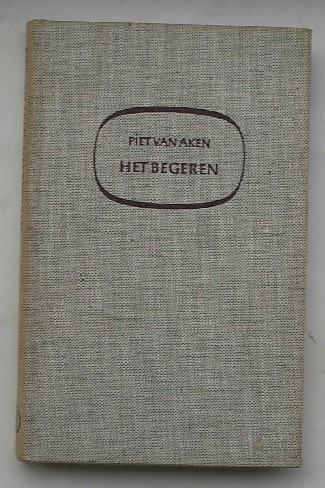 PIET VAN AKEN
HET BEGEREN